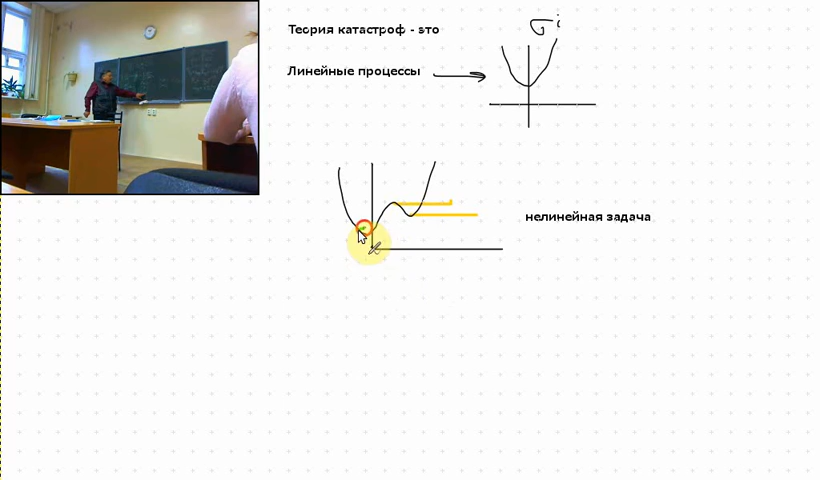 Теория катастроф - это
Линейные процессы
нелинейная задача